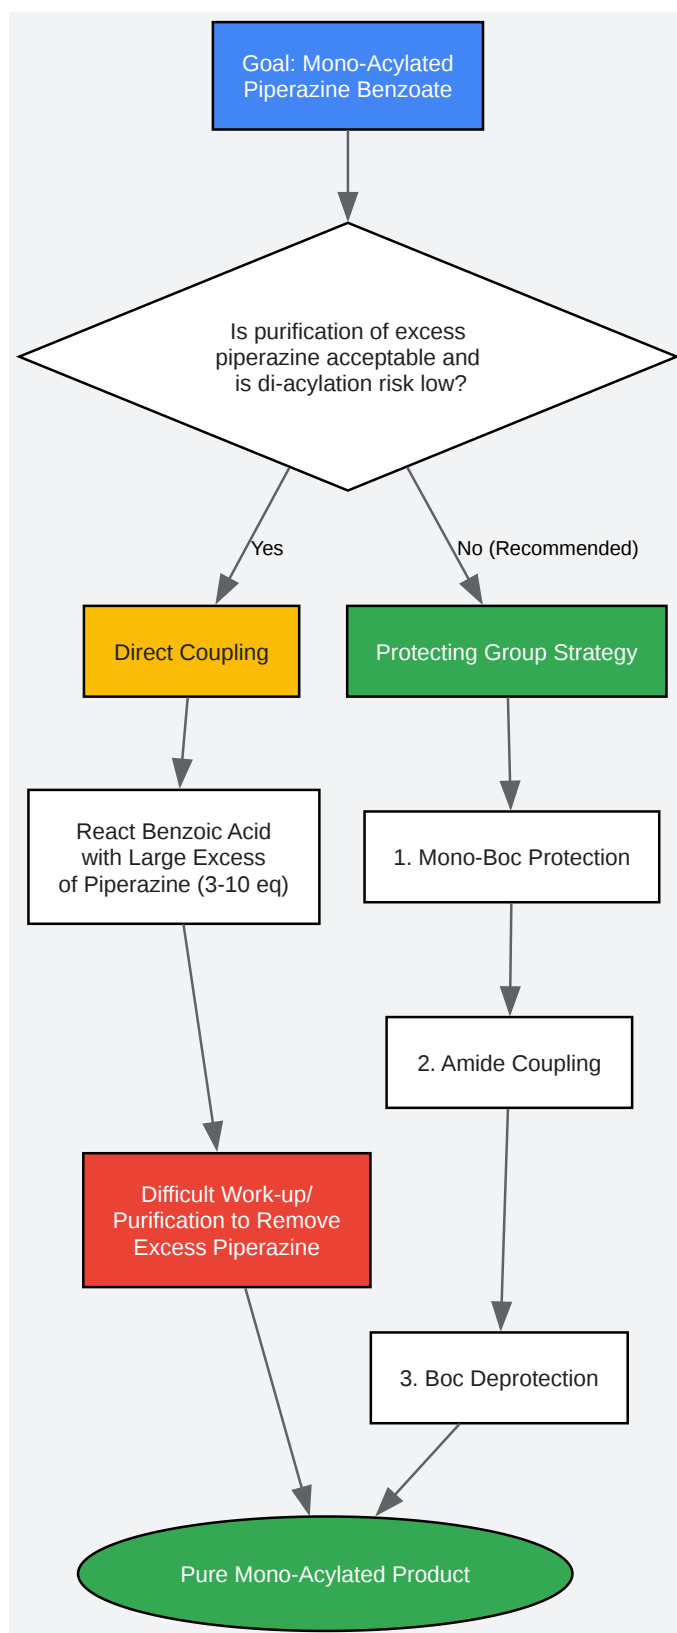 Goal: Mono-Acylated
Piperazine Benzoate
Is purification of excess
piperazine acceptable and
is di-acylation risk low?
Yes
No (Recommended)
Direct Coupling
Protecting Group Strategy
React Benzoic Acid
with Large Excess
of Piperazine (3-10 eq)
1. Mono-Boc Protection
2. Amide Coupling
Difficult Work-up/
Purification to Remove
Excess Piperazine
3. Boc Deprotection
Pure Mono-Acylated Product